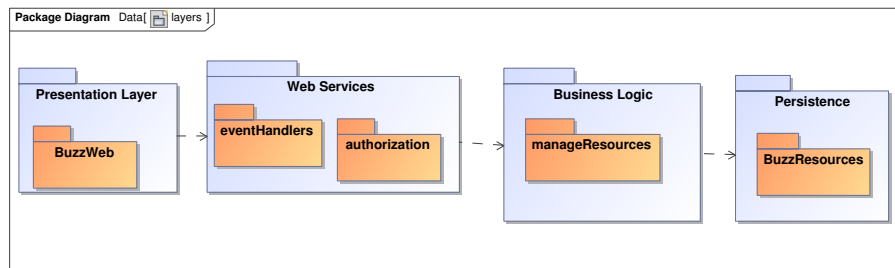 Package Diagram Data[ layers ]
Presentation Layer
BuzzWeb
Web Services
eventHandlers
authorization
Business Logic
manageResources
Persistence
BuzzResources